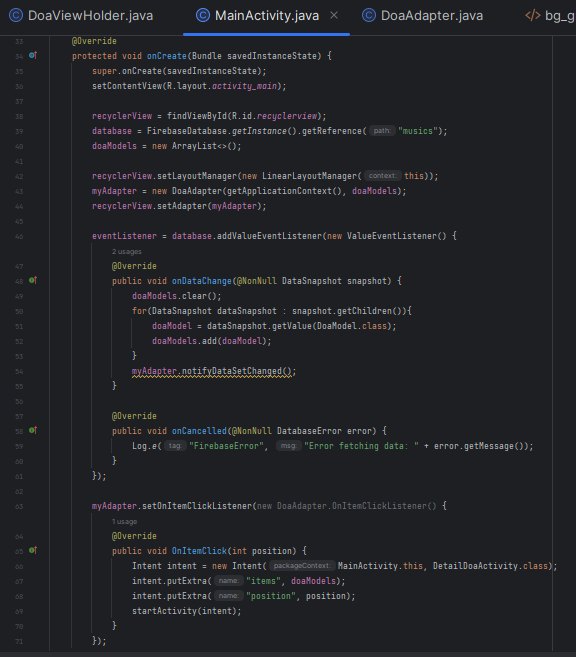 DoaViewHolder.java MainActivity.java DoaAdapter.java bg_g
33 @Override
34 protected void onCreate(Bundle savedInstanceState) {
35 super.onCreate(savedInstanceState);
36 setContentView(R.layout.activity_main);
37
38 recyclerView = findViewById(R.id.recyclerview);
39 database = FirebaseDatabase.getInstance().getReference( path: "musics");
40 doaModels = new ArrayList<>();
41
42 recyclerView.setLayoutManager(new LinearLayoutManager( context: this));
43 myAdapter = new DoaAdapter(getApplicationContext(), doaModels);
44 recyclerView.setAdapter(myAdapter);
45
46 eventListener = database.addValueEventListener(new ValueEventListener() {
2 usages
47 @Override
48 public void onDataChange(@NonNull DataSnapshot snapshot) {
49 doaModels.clear();
50 for(DataSnapshot dataSnapshot : snapshot.getChildren()){
51 doaModel = dataSnapshot.getValue(DoaModel.class);
52 doaModels.add(doaModel);
53 }
54 myAdapter.notifyDataSetChanged();
55 }
56
57 @Override
58 public void onCancelled(@NonNull DatabaseError error) {
59 Log.e( tag: "FirebaseError", msg: "Error fetching data: " + error.getMessage());
60 }
61 });
62
63 myAdapter.setOnItemClickListener(new DoaAdapter.OnItemClickListener() {
1 usage
64 @Override
65 public void OnItemClick(int position) {
66 Intent intent = new Intent( packageContext: MainActivity.this, DetailDoaActivity.class);
67 intent.putExtra( name: "items", doaModels);
68 intent.putExtra( name: "position", position);
69 startActivity(intent);
70 }
71 });